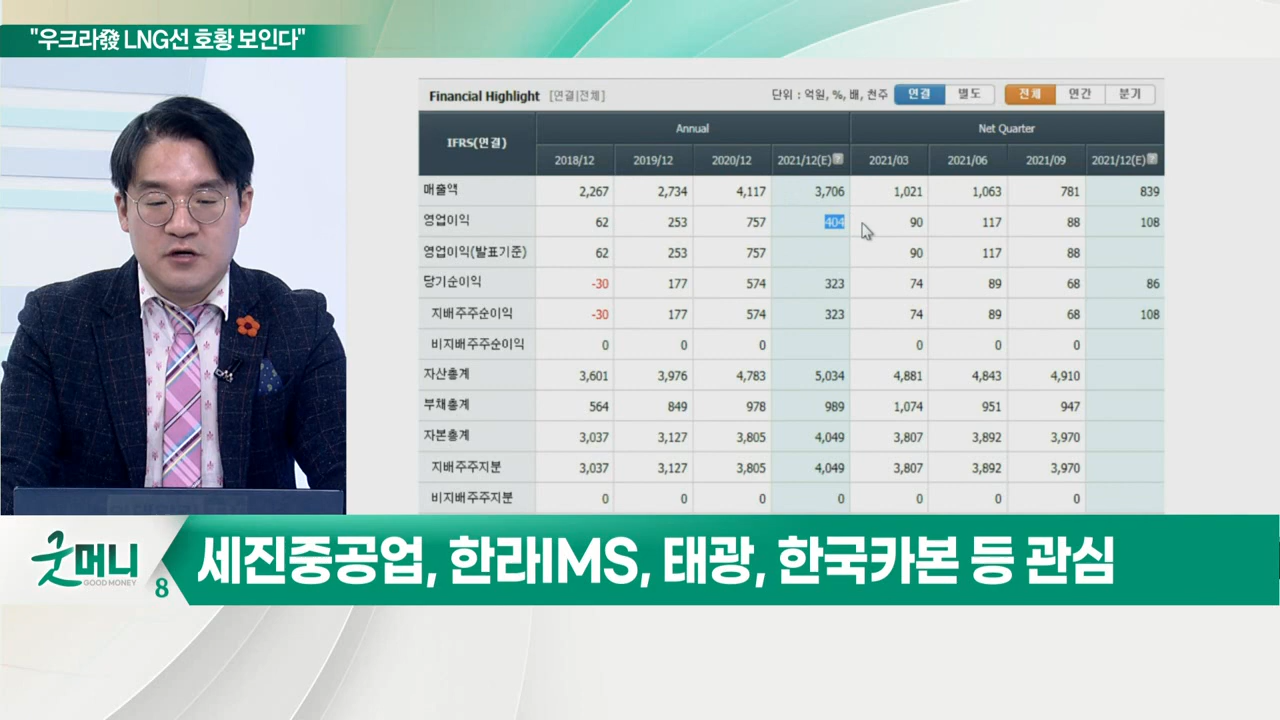 "우크라發 LNG선 호황 보인다"
Financial Highlight [연결|전체] 단위 : 억원, %, 배, 천주 연결 별도 전체 연간 분기
IFRS(연결) Annual Net Quarter
2018/12 2019/12 2020/12 2021/12(E) 2021/03 2021/06 2021/09 2021/12(E)
매출액 2,267 2,734 4,117 3,706 1,021 1,063 781 839
영업이익 62 253 757 404 90 117 88 108
영업이익(발표기준) 62 253 757 90 117 88
당기순이익 -30 177 574 323 74 89 68 86
지배주주순이익 -30 177 574 323 74 89 68 108
비지배주주순이익 0 0 0 0 0 0
자산총계 3,601 3,976 4,783 5,034 4,881 4,843 4,910
부채총계 564 849 978 989 1,074 951 947
자본총계 3,037 3,127 3,805 4,049 3,807 3,892 3,970
지배주주지분 3,037 3,127 3,805 4,049 3,807 3,892 3,970
비지배주주지분 0 0 0 0 0 0 0
굿머니
GOOD MONEY
8
세진중공업, 한라IMS, 태광, 한국카본 등 관심